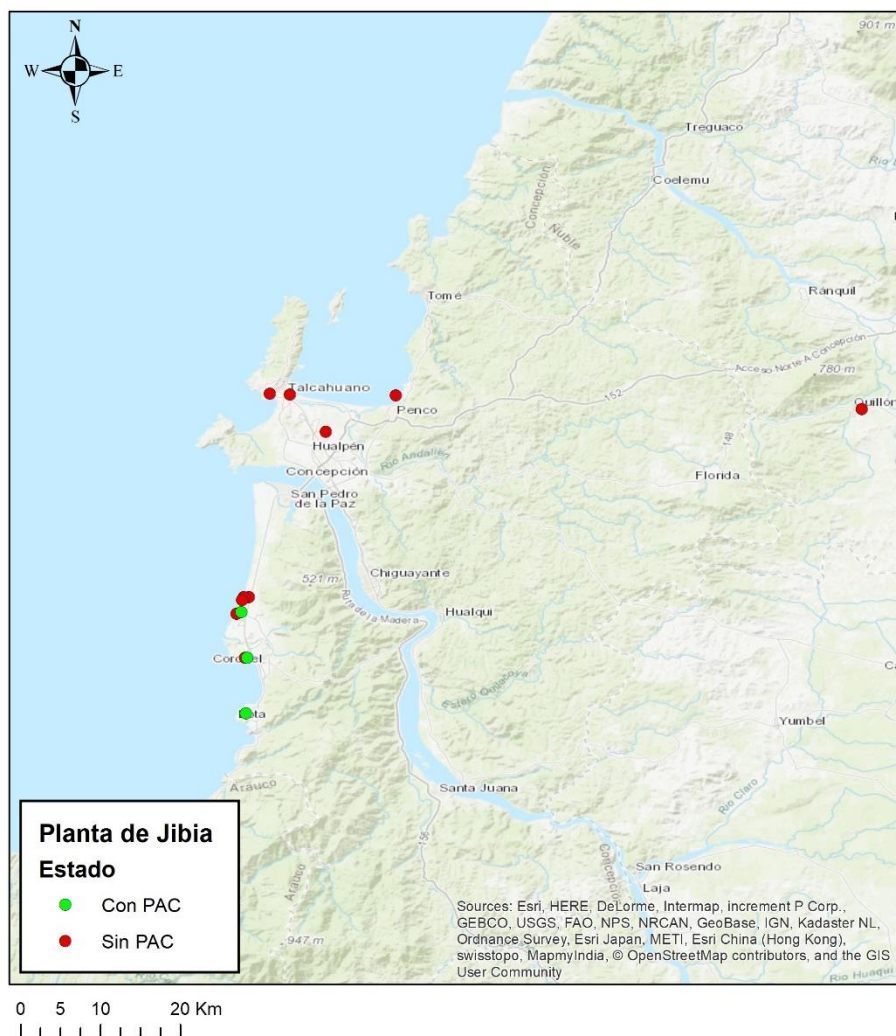 N
W
E
S
901 m
Treguaco
Coelemu
Concepción
Ñuble
Ránquil
Tomé
Acceso Norte A Concepción
780 m
Talcahuano
152
Quillón
Penco
Hualpén
Río Andalién
148
Concepción
Florida
San Pedro
de la Paz
Chiguayante
521 m
Ruta de la Madera
Hualqui
Coronel
Estero Quilacoya
Lota
Yumbel
Arauco
Santa Juana
Río Claro
156
Concepción
Arauco
San Rosendo
Laja
947 m
Planta de Jibia
Estado
Con PAC
Sin PAC
Sources: Esri, HERE, DeLorme, Intermap, increment P Corp.,
GEBCO, USGS, FAO, NPS, NRCAN, GeoBase, IGN, Kadaster NL,
Ordnance Survey, Esri Japan, METI, Esri China (Hong Kong),
swisstopo, MapmyIndia, © OpenStreetMap contributors, and the GIS
User Community
Río Huaqui
0 5 10 20 Km